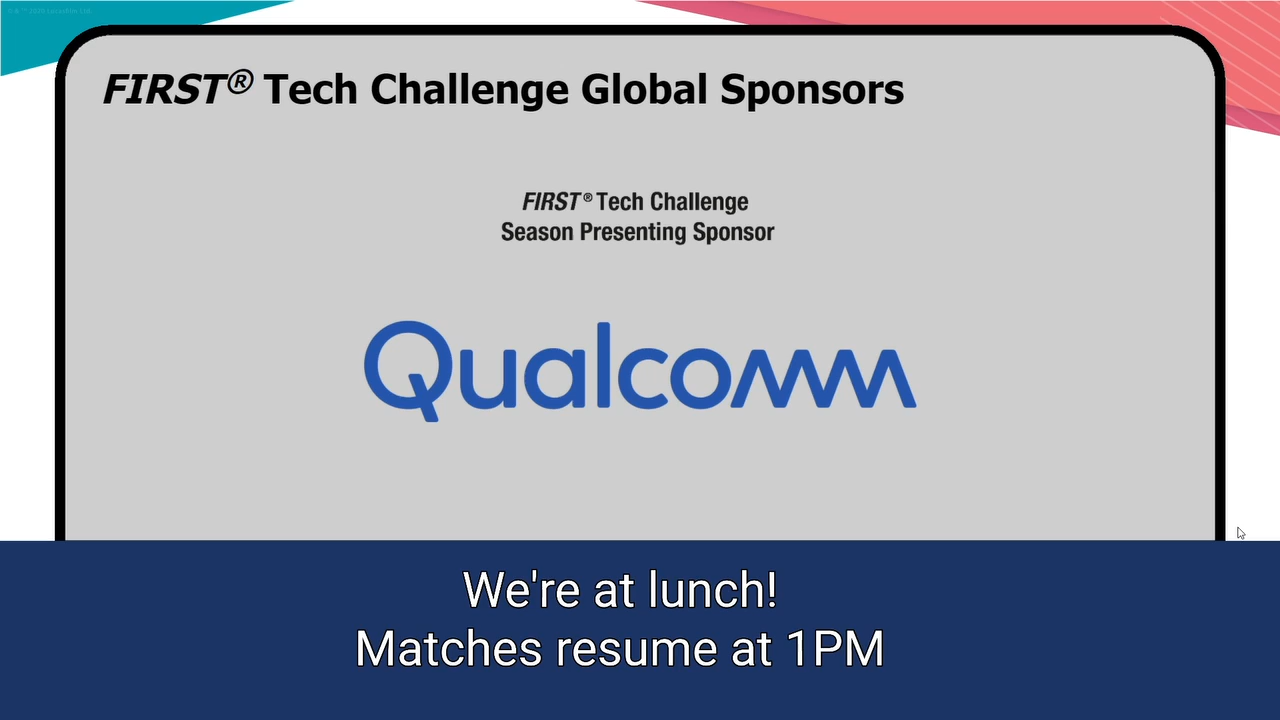 FIRST® Tech Challenge Global Sponsors
FIRST® Tech Challenge
Season Presenting Sponsor
Qualcomm
We're at lunch!
Matches resume at 1PM